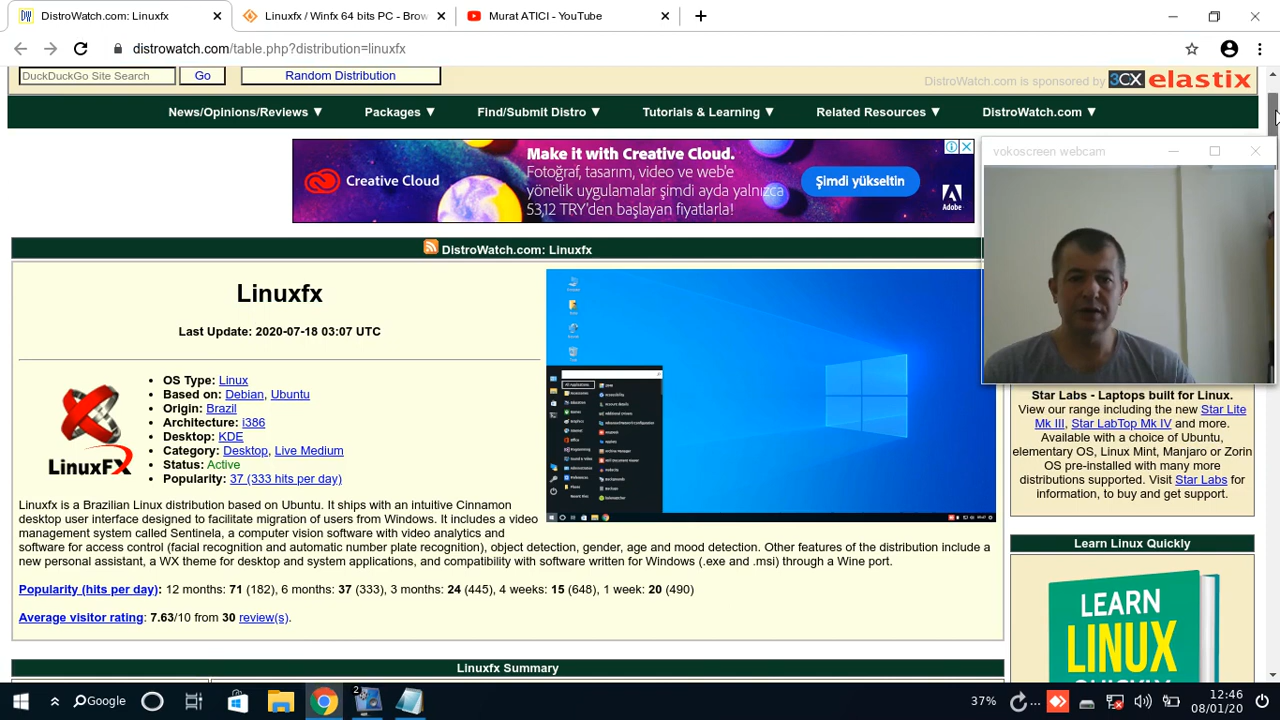 DistroWatch.com: Linuxfx
Linuxfx / Winfx 64 bits PC - Brow
Murat ATICI - YouTube
distrowatch.com/table.php?distribution=linuxfx
DuckDuckGo Site Search
Go
Random Distribution
DistroWatch.com is sponsored by 3CX elastix
News/Opinions/Reviews ▼ Packages ▼ Find/Submit Distro ▼ Tutorials & Learning ▼ Related Resources ▼ DistroWatch.com ▼
Creative Cloud
Make it with Creative Cloud.
Fotoğraf, tasarım, video ve web'e
yönelik uygulamalar şimdi ayda yalnızca
53,12 TRY'den başlayan fiyatlarla!
Şimdi yükseltin
Adobe
vokoscreen webcam
DistroWatch.com: Linuxfx
Linuxfx
Last Update: 2020-07-18 03:07 UTC
LinuxFX
• OS Type: Linux
• Based on: Debian, Ubuntu
• Origin: Brazil
• Architecture: i386
• Desktop: KDE
• Category: Desktop, Live Medium
• Status: Active
• Popularity: 37 (333 hits per day)
Linuxfx is a Brazilian Linux distribution based on Ubuntu. It ships with an intuitive Cinnamon
desktop user interface designed to facilitate migration of users from Windows. It includes a video
management system called Sentinela, a computer vision software with video analytics and
software for access control (facial recognition and automatic number plate recognition), object detection, gender, age and mood detection. Other features of the distribution include a
new personal assistant, a WX theme for desktop and system applications, and compatibility with software written for Windows (.exe and .msi) through a Wine port.
Popularity (hits per day): 12 months: 71 (182), 6 months: 37 (333), 3 months: 24 (445), 4 weeks: 15 (648), 1 week: 20 (490)
Average visitor rating: 7.63/10 from 30 review(s).
Linuxfx Summary
Star Labs - Laptops built for Linux.
View our range including the new Star Lite
Mk III, Star LabTop Mk IV and more.
Available with a choice of Ubuntu,
elementary OS, Linux Mint, Manjaro or Zorin
OS pre-installed with many more
distributions supported. Visit Star Labs for
information, to buy and get support.
Learn Linux Quickly
LEARN
LINUX
QUICKLY
Google
2
37%
...
12:46
08/01/20